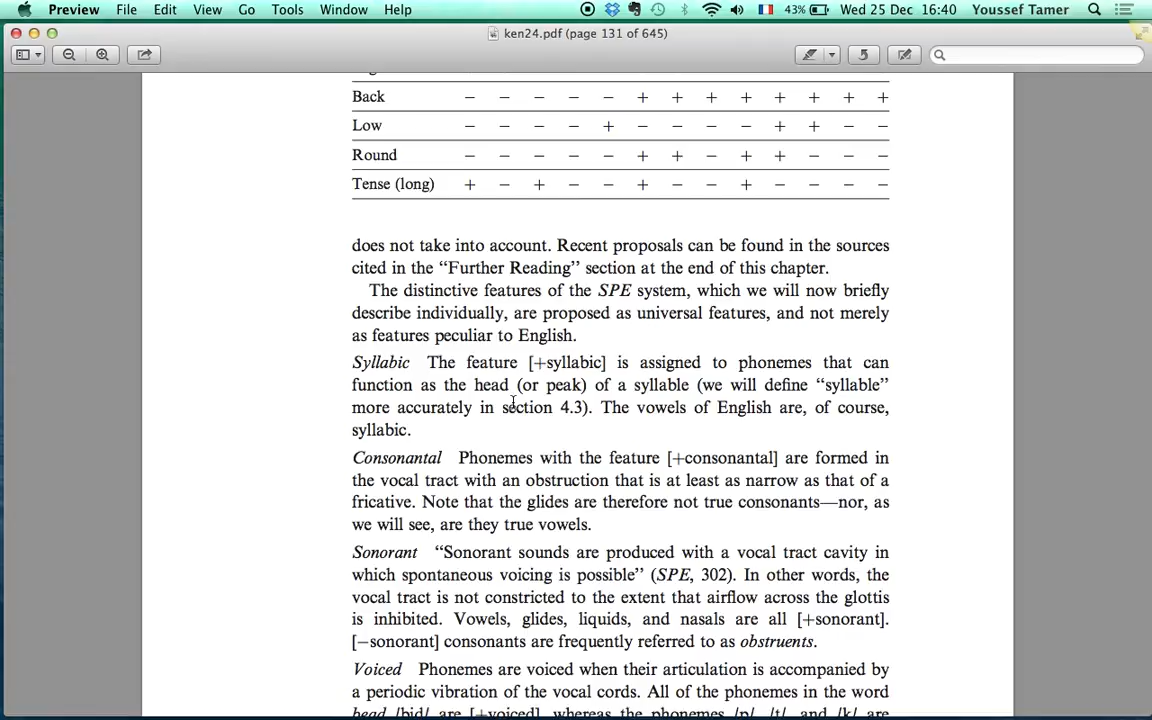 Preview File Edit View Go Tools Window Help 43% Wed 25 Dec 16:40 Youssef Tamer
ken24.pdf (page 131 of 645)
Back – – – – – + + + + + + + +
Low – – – – + – – – – + + – –
Round – – – – – + + – + + – – –
Tense (long) + – + – – + – – + – – – –
does not take into account. Recent proposals can be found in the sources
cited in the “Further Reading” section at the end of this chapter.
The distinctive features of the SPE system, which we will now briefly
describe individually, are proposed as universal features, and not merely
as features peculiar to English.
Syllabic The feature [+syllabic] is assigned to phonemes that can
function as the head (or peak) of a syllable (we will define “syllable”
more accurately in section 4.3). The vowels of English are, of course,
syllabic.
Consonantal Phonemes with the feature [+consonantal] are formed in
the vocal tract with an obstruction that is at least as narrow as that of a
fricative. Note that the glides are therefore not true consonants—nor, as
we will see, are they true vowels.
Sonorant “Sonorant sounds are produced with a vocal tract cavity in
which spontaneous voicing is possible” (SPE, 302). In other words, the
vocal tract is not constricted to the extent that airflow across the glottis
is inhibited. Vowels, glides, liquids, and nasals are all [+sonorant].
[−sonorant] consonants are frequently referred to as obstruents.
Voiced Phonemes are voiced when their articulation is accompanied by
a periodic vibration of the vocal cords. All of the phonemes in the word
head /hɛd/ are [+voiced], whereas the phonemes /p/, /t/, and /k/ are